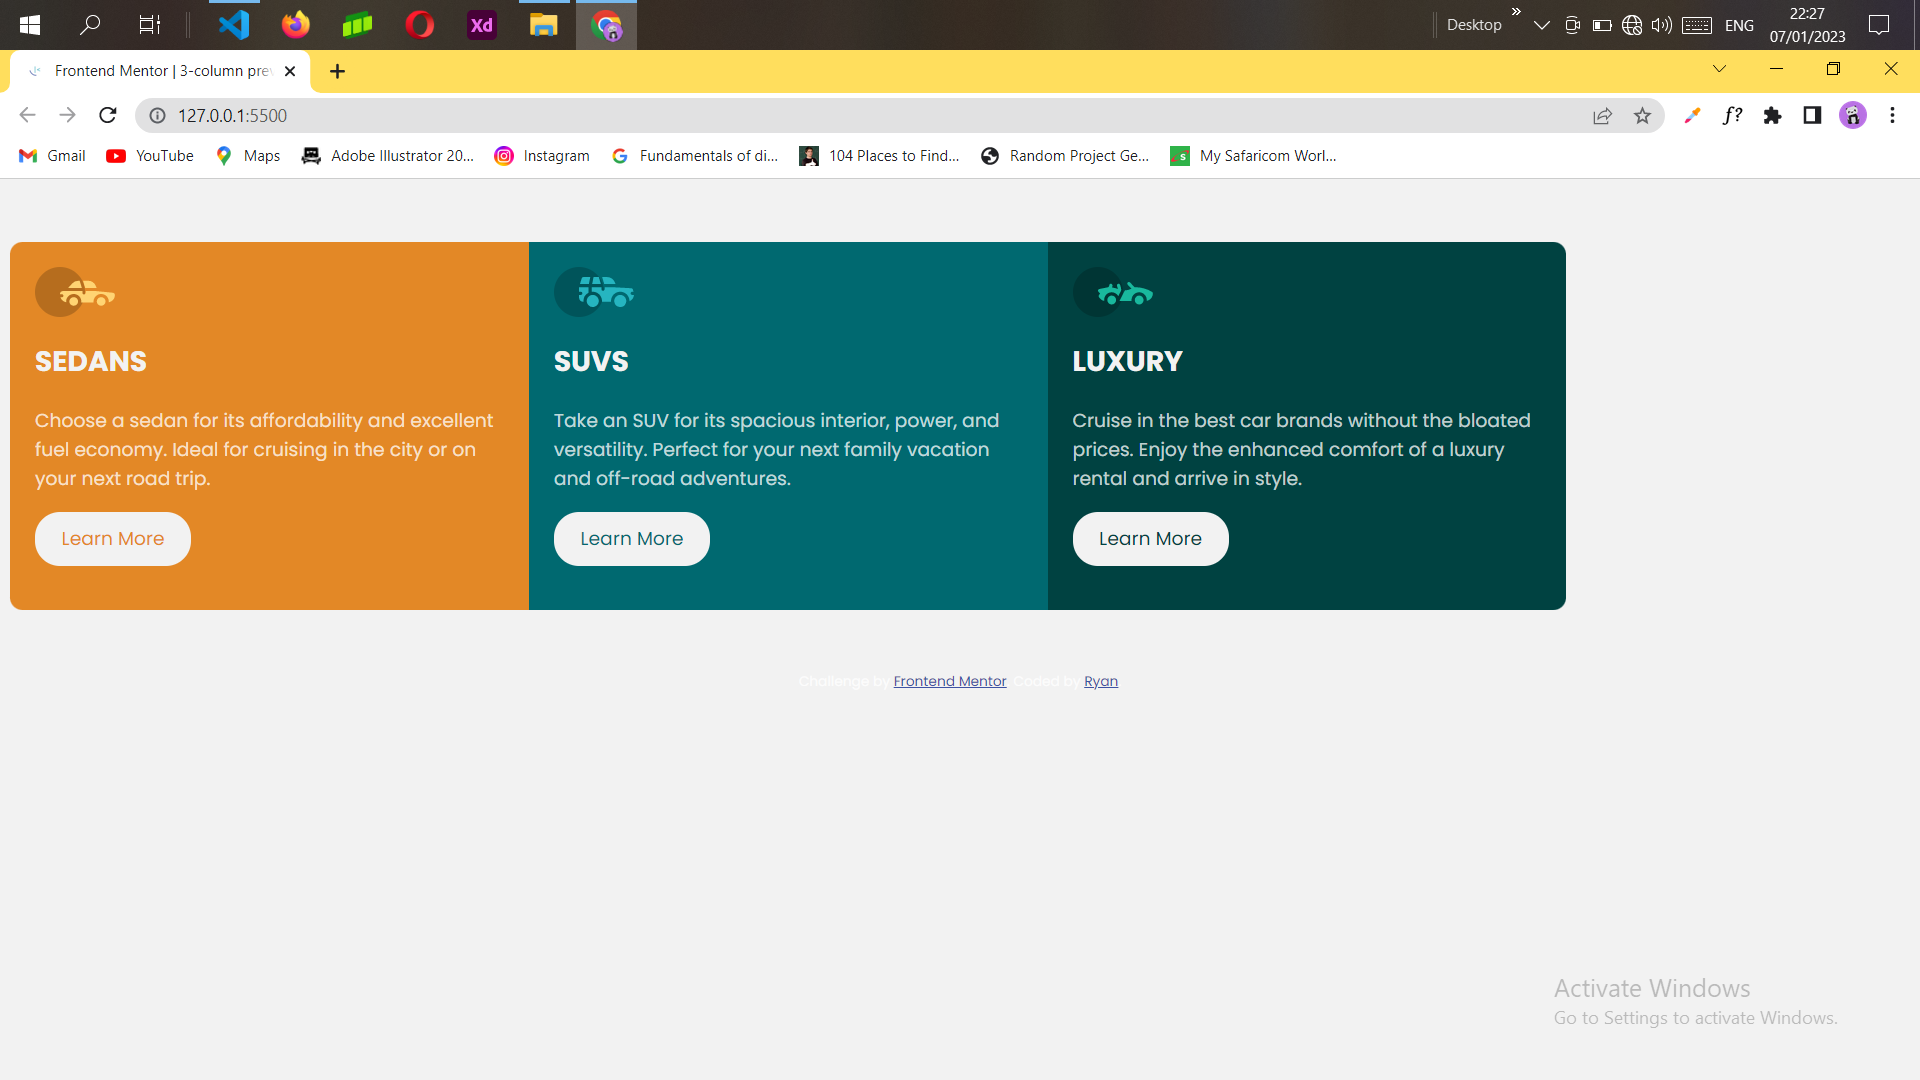 Xd
Desktop
»
ENG
22:27
07/01/2023
Frontend Mentor | 3-column prev
127.0.0.1:5500
f?
Gmail
YouTube
Maps
Adobe Illustrator 20...
Instagram
Fundamentals of di...
104 Places to Find...
Random Project Ge...
My Safaricom Worl...
SEDANS
Choose a sedan for its affordability and excellent
fuel economy. Ideal for cruising in the city or on
your next road trip.
Learn More
SUVS
Take an SUV for its spacious interior, power, and
versatility. Perfect for your next family vacation
and off-road adventures.
Learn More
LUXURY
Cruise in the best car brands without the bloated
prices. Enjoy the enhanced comfort of a luxury
rental and arrive in style.
Learn More
Challenge by Frontend Mentor. Coded by Ryan
Activate Windows
Go to Settings to activate Windows.